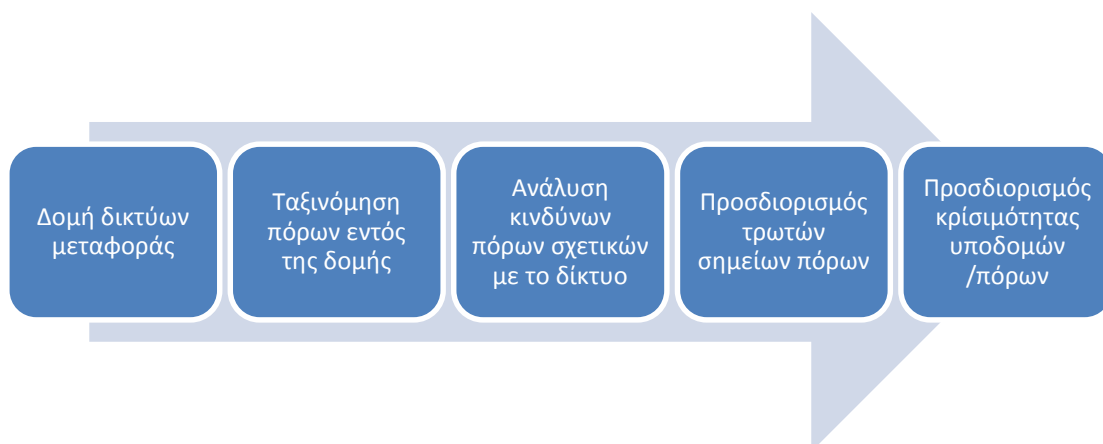 Δομή δικτύων
μεταφοράς
Ταξινόμηση
πόρων εντός
της δομής
Ανάλυση
κινδύνων
πόρων σχετικών
με το δίκτυο
Προσδιορισμός
τρωτών
σημείων πόρων
Προσδιορισμός
κρίσιμότητας
υποδομών
/πόρων